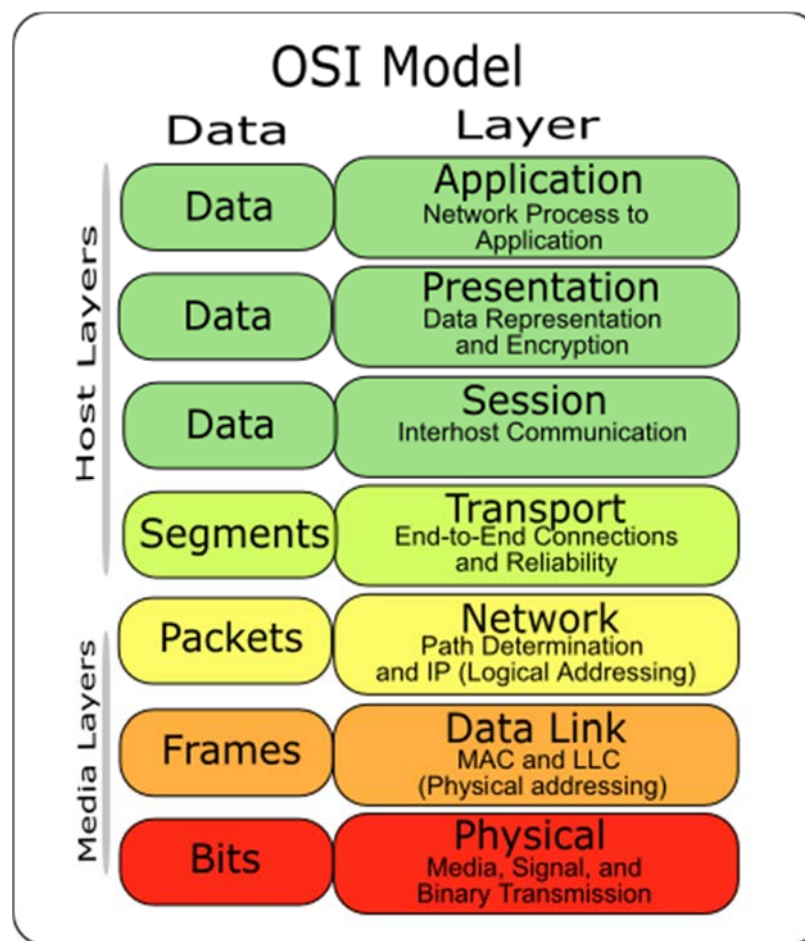 OSI Model
Data
Layer
Host Layers
Data
Application
Network Process to
Application
Data
Presentation
Data Representation
and Encryption
Data
Session
Interhost Communication
Segments
Transport
End-to-End Connections
and Reliability
Media Layers
Packets
Network
Path Determination
and IP (Logical Addressing)
Frames
Data Link
MAC and LLC
(Physical addressing)
Bits
Physical
Media, Signal, and
Binary Transmission